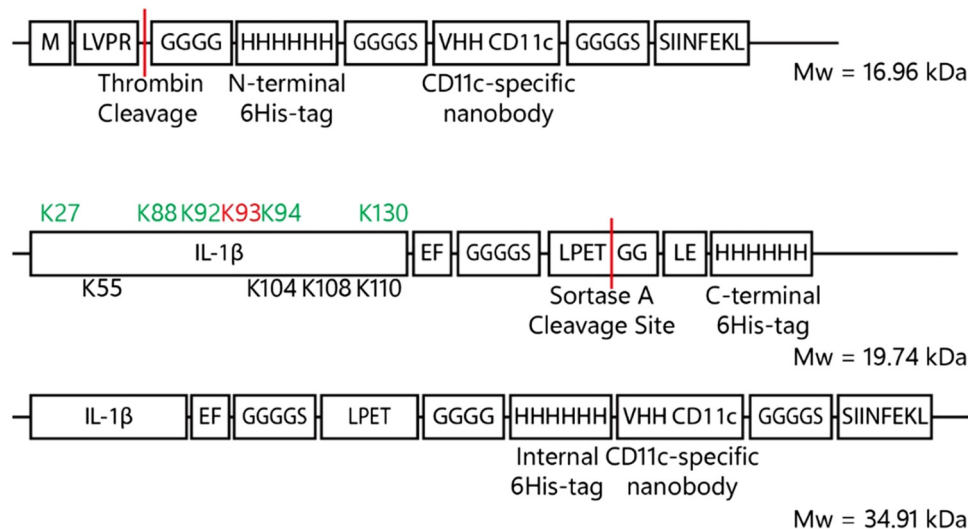 M LVPR GGGG HHHHHH GGGGS VHH CD11c GGGGS SIINFEKL
Thrombin Cleavage N-terminal 6His-tag CD11c-specific nanobody
Mw = 16.96 kDa
K27 K88 K92 K93 K94 K130
IL-1β EF GGGGS LPET GG LE HHHHHH
K55 K104 K108 K110
Sortase A Cleavage Site C-terminal 6His-tag
Mw = 19.74 kDa
IL-1β EF GGGGS LPET GGGG HHHHHH VHH CD11c GGGGS SIINFEKL
Internal 6His-tag CD11c-specific nanobody
Mw = 34.91 kDa